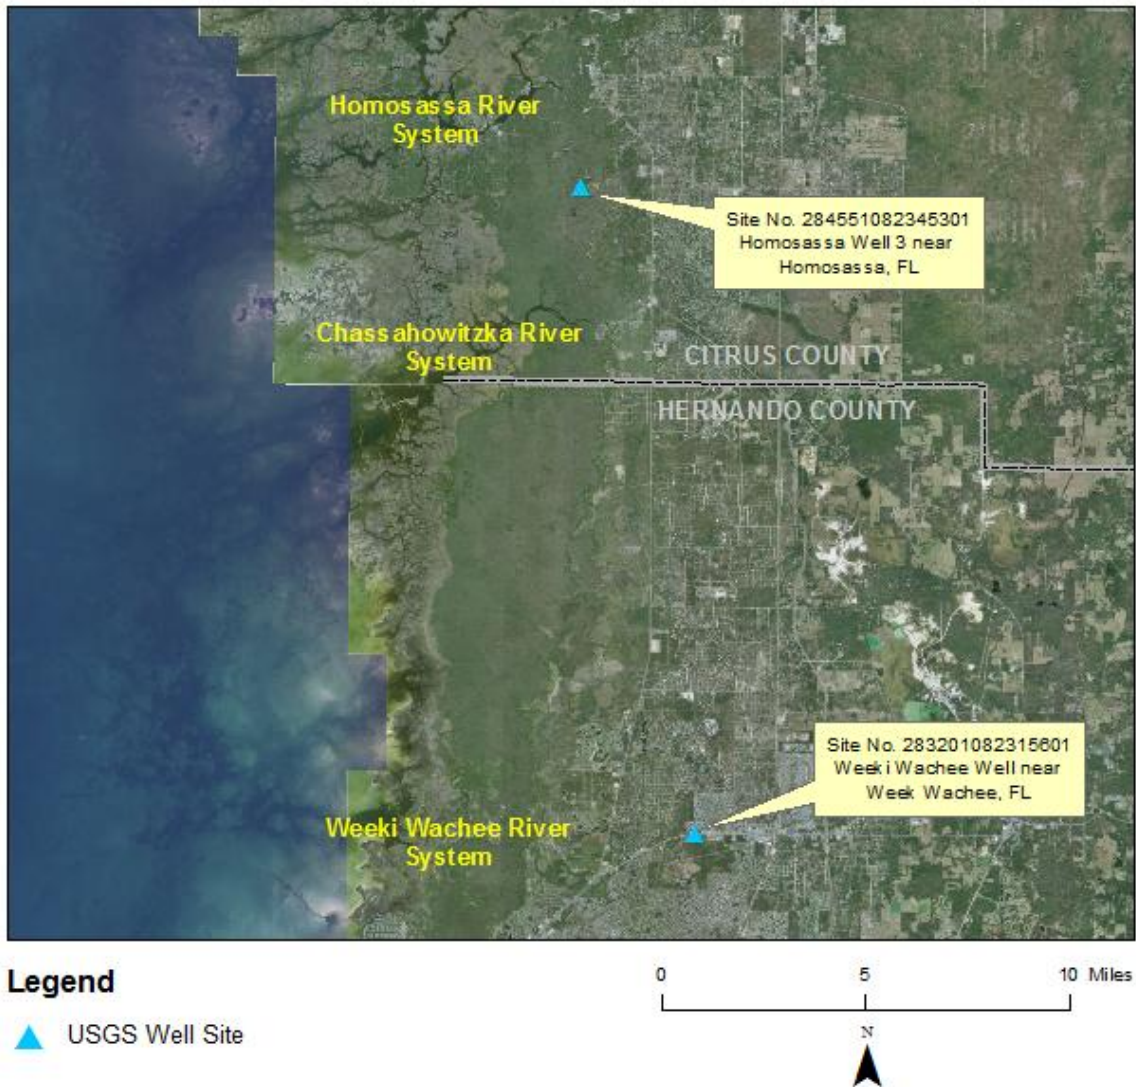 Homosassa River
System
Site No. 284551082345301
Homosassa Well 3 near
Homosassa, FL
Chassahowitzka River
System
CITRUS COUNTY
HERNANDO COUNTY
Site No. 283201082315601
Weeki Wachee Well near
Week Wachee, FL
Weeki Wachee River
System
Legend
USGS Well Site
0 5 10 Miles
N